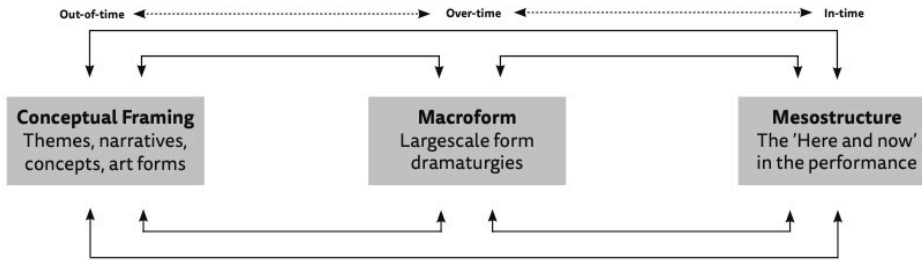 Out-of-time
Over-time
In-time
Conceptual Framing
Themes, narratives,
concepts, art forms
Macroform
Largescale form
dramaturgies
Mesostructure
The ‘Here and now’
in the performance